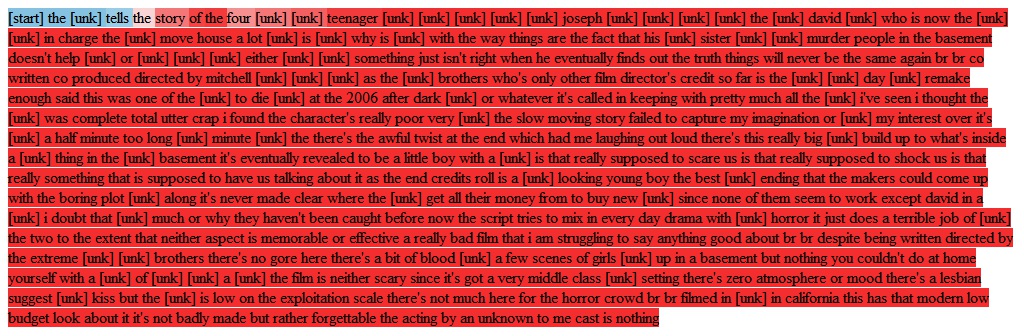 [start] the [unk] tells the story of the four [unk] [unk] teenager [unk] [unk] [unk] [unk] [unk] joseph [unk] [unk] [unk] [unk] the [unk] david [unk] who is now the [unk]
[unk] in charge the [unk] move house a lot [unk] is [unk] why is [unk] with the way things are the fact that his [unk] sister [unk] [unk] murder people in the basement
doesn't help [unk] or [unk] [unk] [unk] either [unk] [unk] something just isn't right when he eventually finds out the truth things will never be the same again br br co
written co produced directed by mitchell [unk] [unk] [unk] as the [unk] brothers who's only other film director's credit so far is the [unk] [unk] day [unk] remake
enough said this was one of the [unk] to die [unk] at the 2006 after dark [unk] or whatever it's called in keeping with pretty much all the [unk] i've seen i thought the
[unk] was complete total utter crap i found the character's really poor very [unk] the slow moving story failed to capture my imagination or [unk] my interest over it's
[unk] a half minute too long [unk] minute [unk] the there's the awful twist at the end which had me laughing out loud there's this really big [unk] build up to what's inside
a [unk] thing in the [unk] basement it's eventually revealed to be a little boy with a [unk] is that really supposed to scare us is that really supposed to shock us is that
really something that is supposed to have us talking about it as the end credits roll is a [unk] looking young boy the best [unk] ending that the makers could come up
with the boring plot [unk] along it's never made clear where the [unk] get all their money from to buy new [unk] since none of them seem to work except david in a
[unk] i doubt that [unk] much or why they haven't been caught before now the script tries to mix in every day drama with [unk] horror it just does a terrible job of [unk]
the two to the extent that neither aspect is memorable or effective a really bad film that i am struggling to say anything good about br br despite being written directed by
the extreme [unk] [unk] brothers there's no gore here there's a bit of blood [unk] a few scenes of girls [unk] up in a basement but nothing you couldn't do at home
yourself with a [unk] of [unk] [unk] a [unk] the film is neither scary since it's got a very middle class [unk] setting there's zero atmosphere or mood there's a lesbian
suggest [unk] kiss but the [unk] is low on the exploitation scale there's not much here for the horror crowd br br filmed in [unk] in california this has that modern low
budget look about it it's not badly made but rather forgettable the acting by an unknown to me cast is nothing